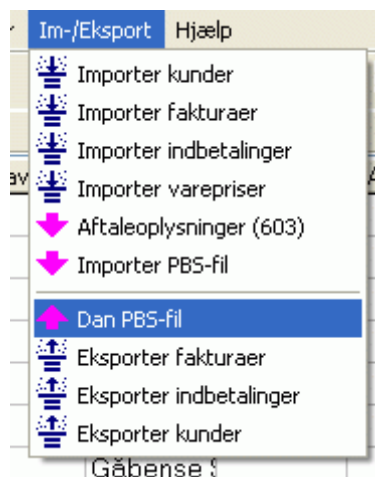 Im-/Eksport Hjælp
Importer kunder
Importer fakturaer
Importer indbetalinger
av
Importer varepriser
Aftaleoplysninger (603)
Importer PBS-fil
Dan PBS-fil
Eksporter fakturaer
Eksporter indbetalinger
Eksporter kunder
Gåbense